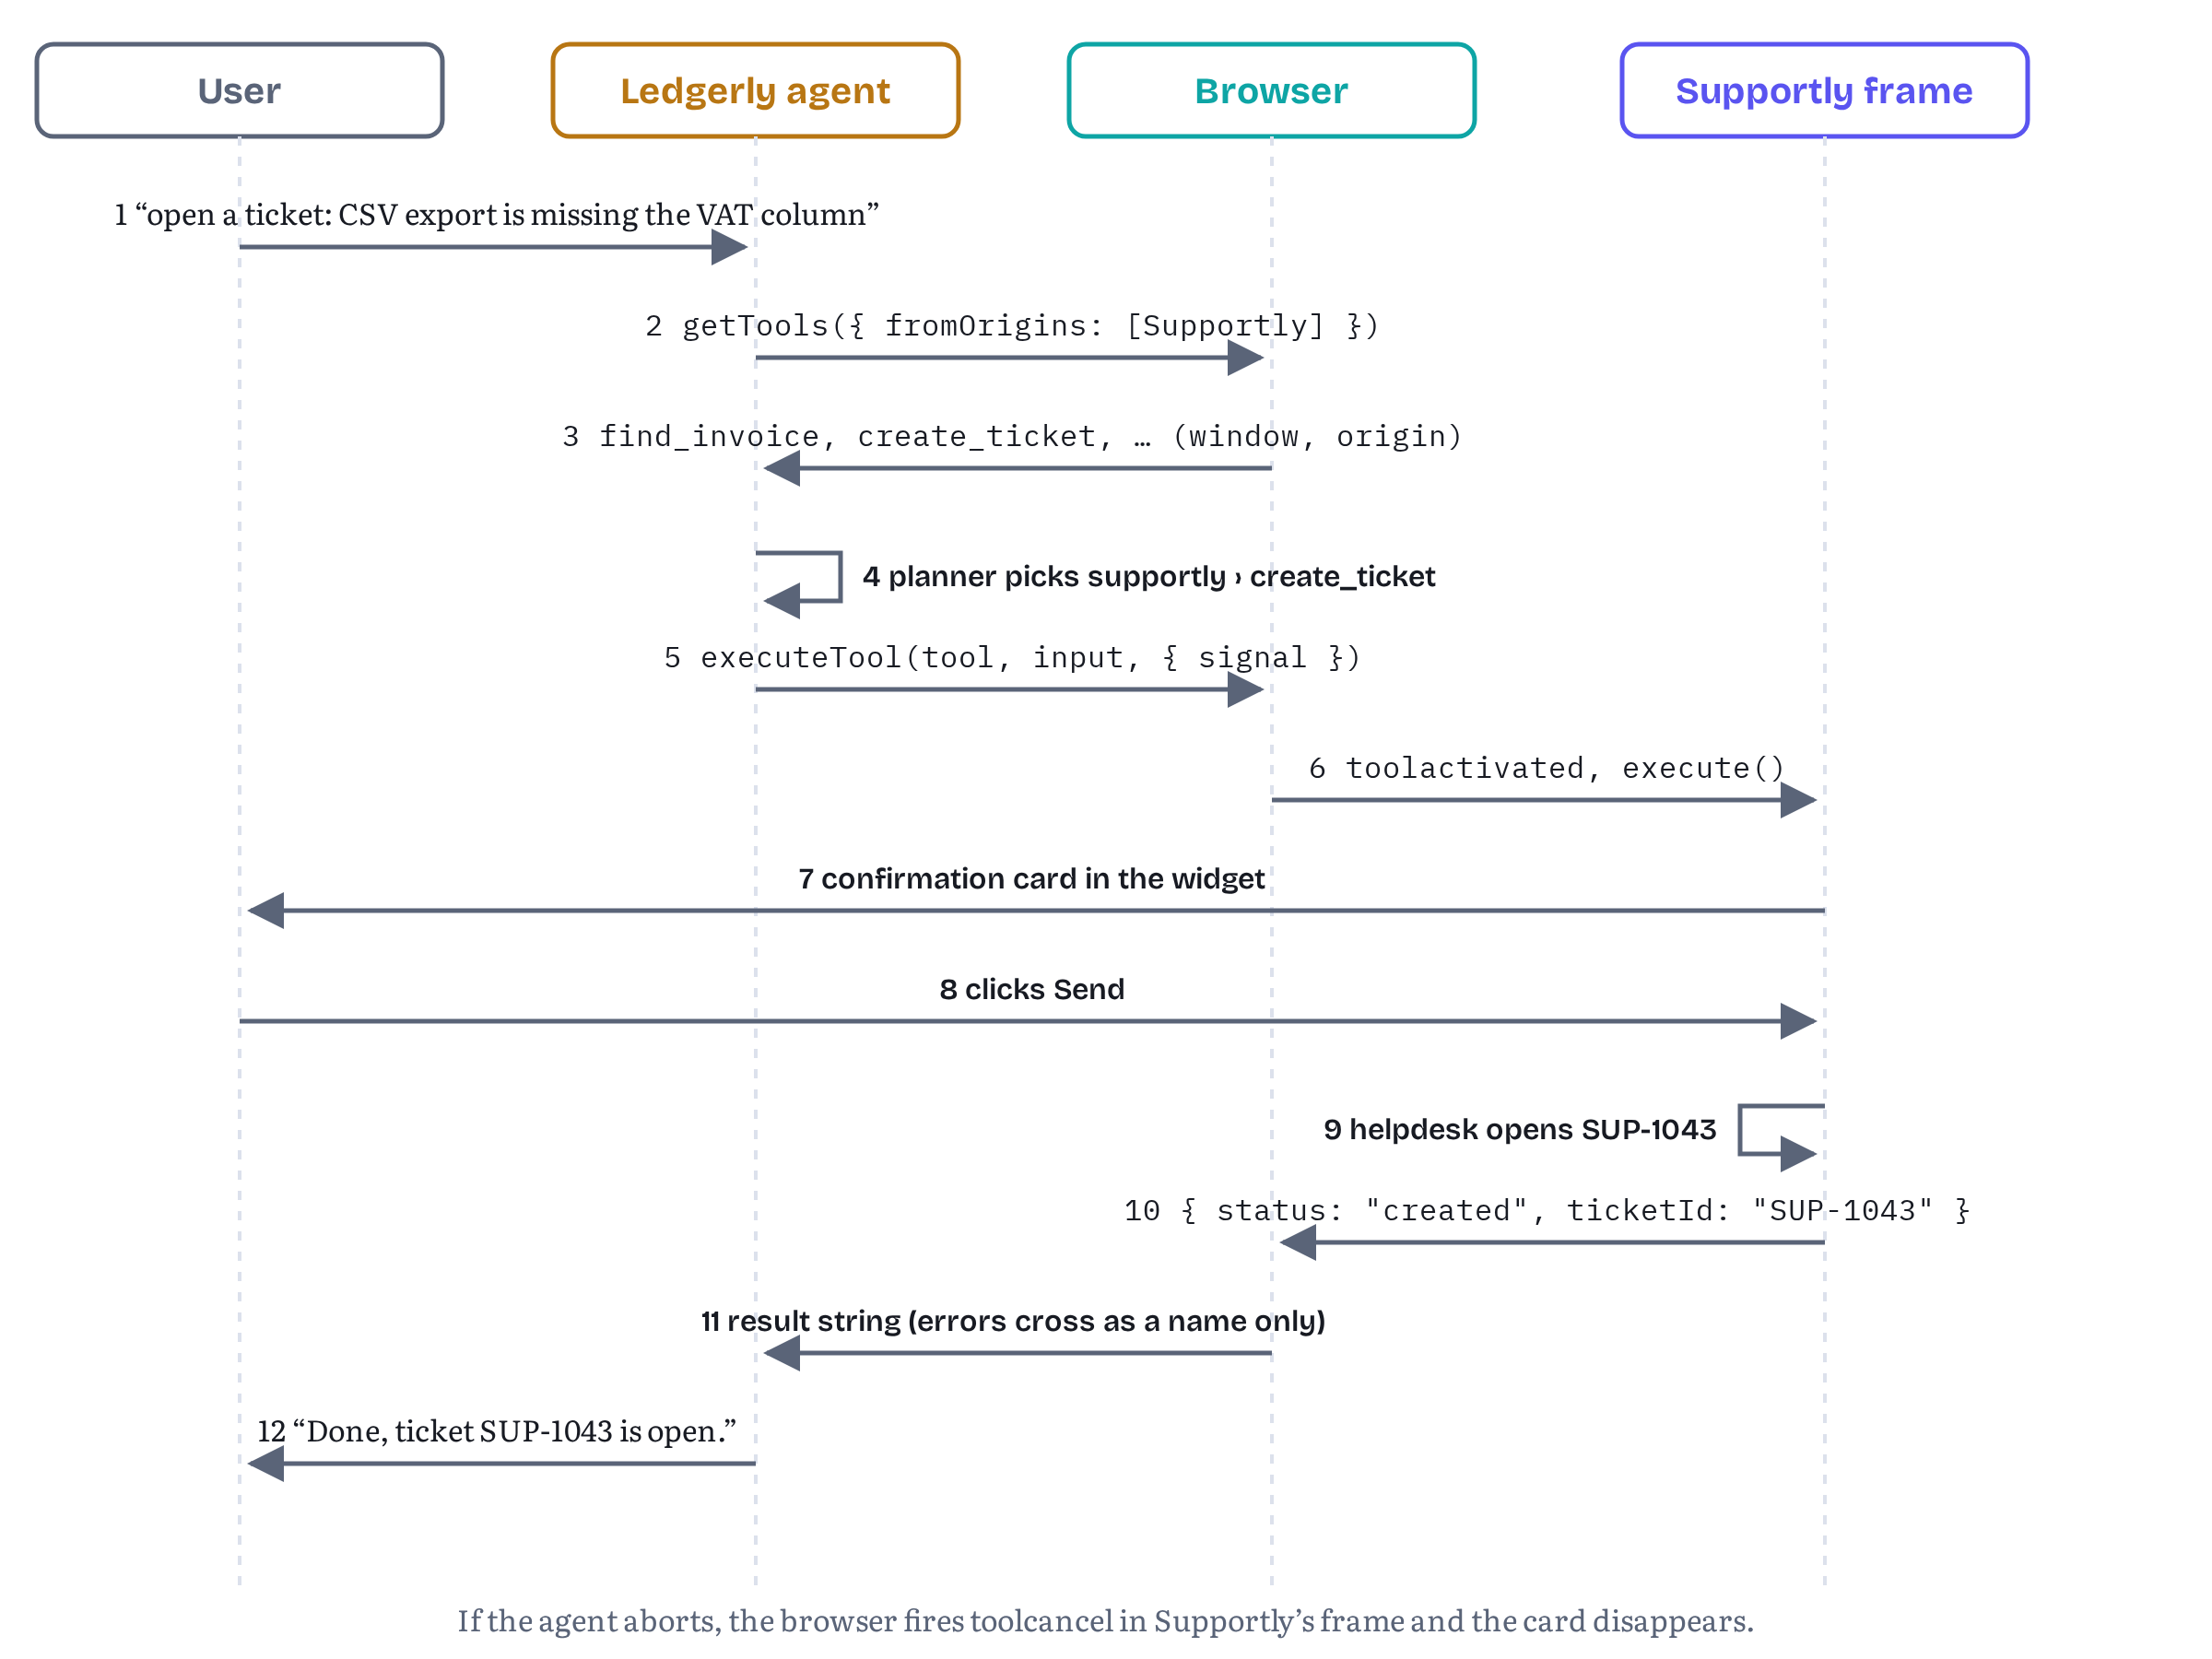 User
Ledgerly agent
Browser
Supportly frame
1 “open a ticket: CSV export is missing the VAT column”
2 getTools({ fromOrigins: [Supportly] })
3 find_invoice, create_ticket, … (window, origin)
4 planner picks supportly › create_ticket
5 executeTool(tool, input, { signal })
6 toolactivated, execute()
7 confirmation card in the widget
8 clicks Send
9 helpdesk opens SUP-1043
10 { status: "created", ticketId: "SUP-1043" }
11 result string (errors cross as a name only)
12 “Done, ticket SUP-1043 is open.”
If the agent aborts, the browser fires toolcancel in Supportly’s frame and the card disappears.